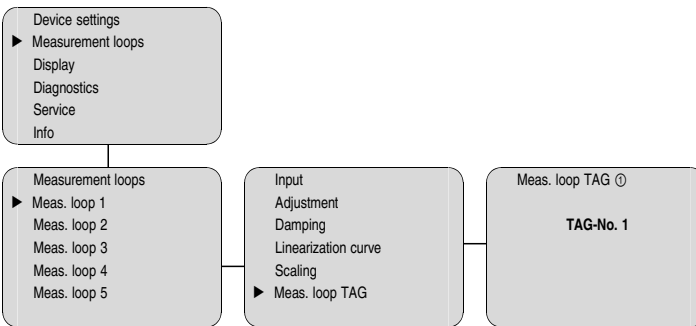 Device settings
▶ Measurement loops
Display
Diagnostics
Service
Info
Measurement loops
▶ Meas. loop 1
Meas. loop 2
Meas. loop 3
Meas. loop 4
Meas. loop 5
Input
Adjustment
Damping
Linearization curve
Scaling
▶ Meas. loop TAG
Meas. loop TAG ①
TAG-No. 1